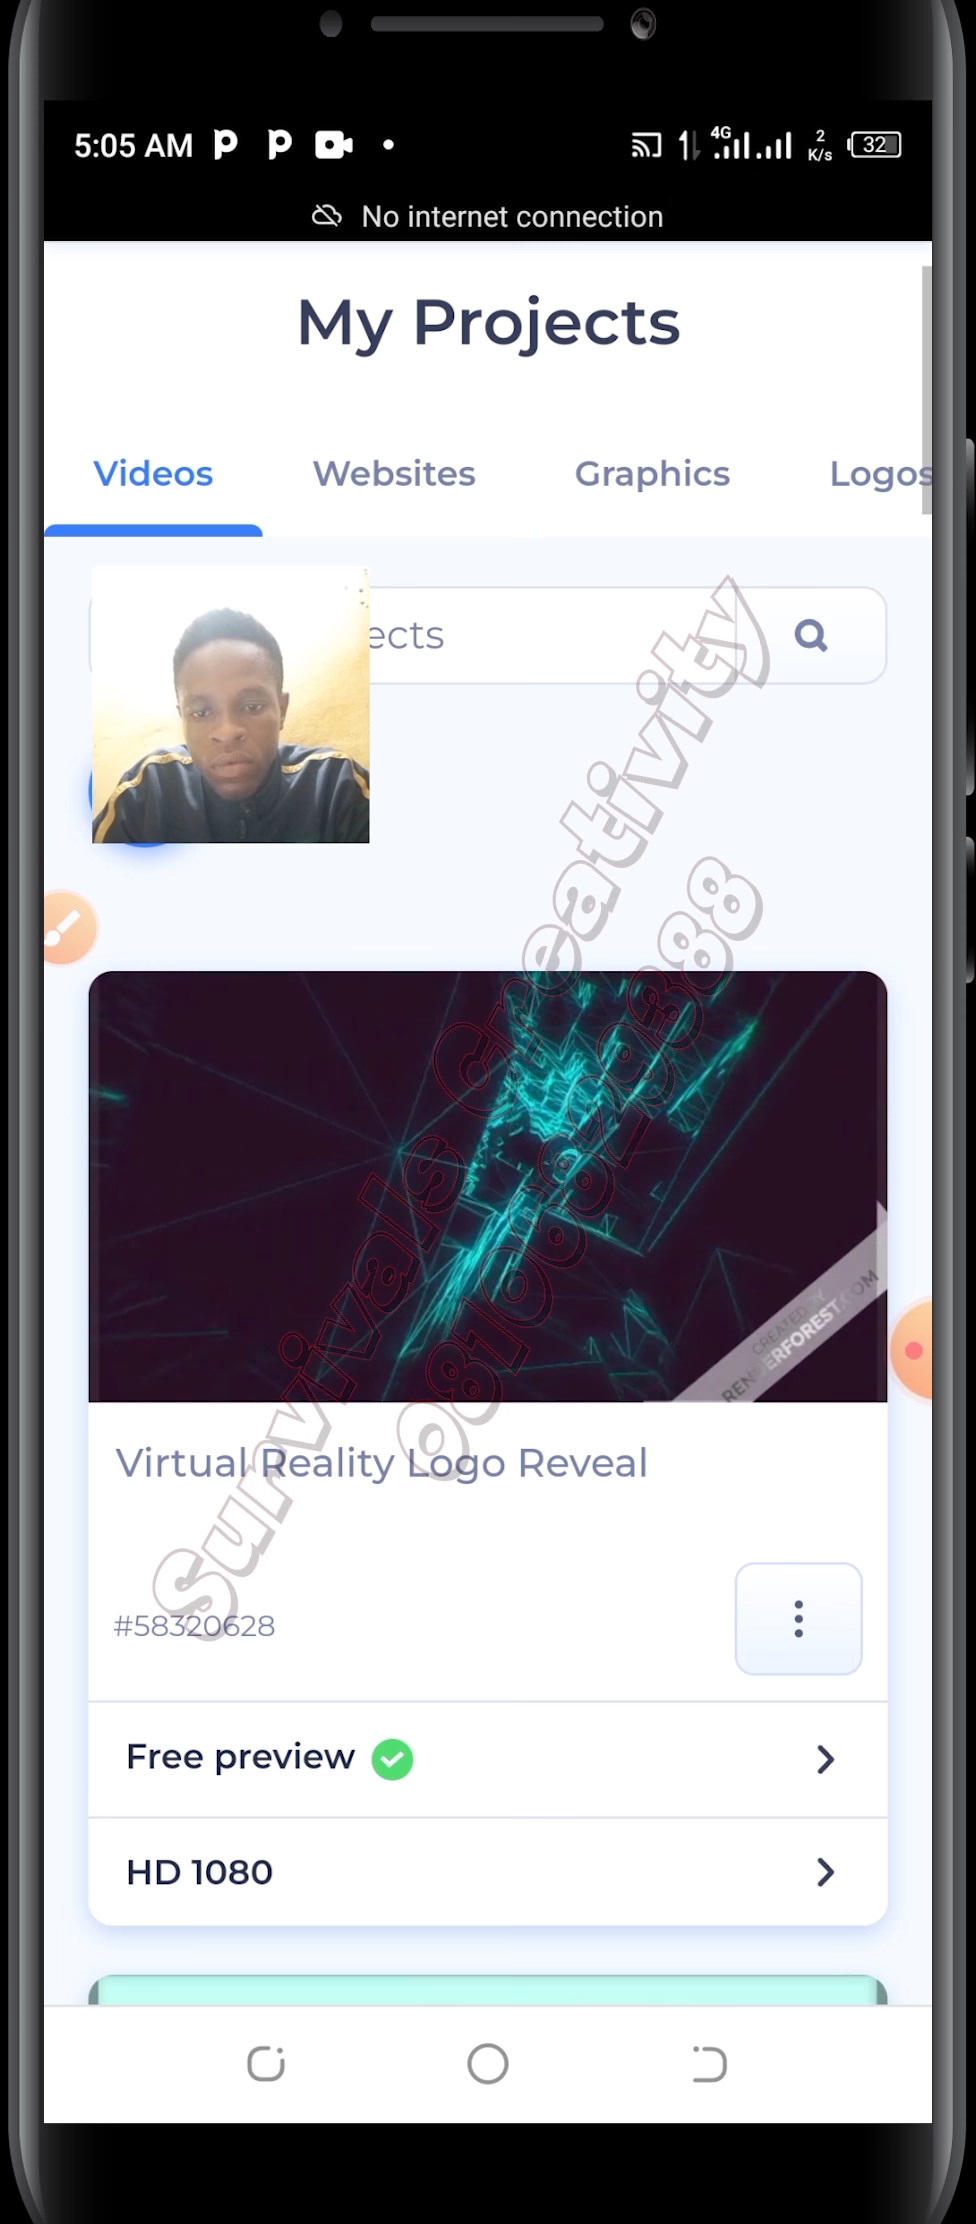 5:05 AM
4G
2
K/s
32
No internet connection
My Projects
Videos Websites Graphics Logos
ects
Survivals Creativity
08106829388
CREATED BY
RENDERFOREST.COM
Virtual Reality Logo Reveal
#58320628
Free preview
HD 1080